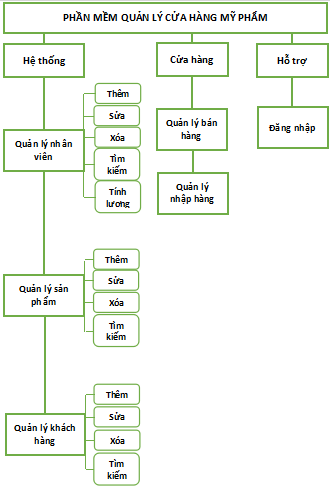 PHẦN MỀM QUẢN LÝ CỬA HÀNG MỸ PHẨM
Hệ thống
Cửa hàng
Hỗ trợ
Quản lý nhân
viên
Thêm
Sửa
Xóa
Tìm
kiếm
Tính
lương
Quản lý bán
hàng
Quản lý
nhập hàng
Đăng nhập
Quản lý sản
phẩm
Thêm
Sửa
Xóa
Tìm
kiếm
Quản lý khách
hàng
Thêm
Sửa
Xóa
Tìm
kiếm